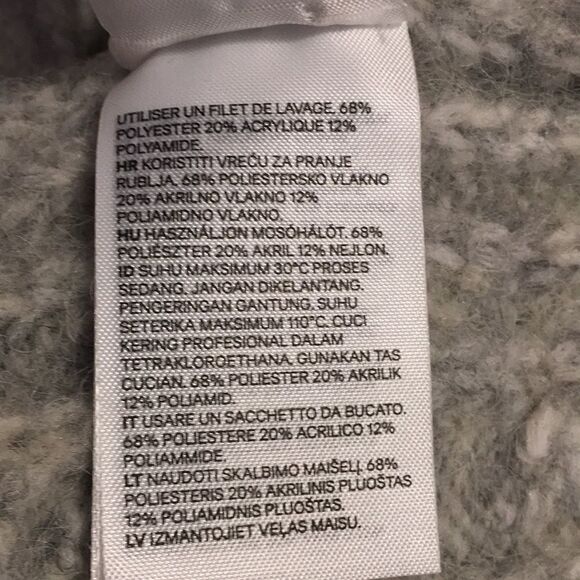 UTILISER UN FILET DE LAVAGE. 68%
POLYESTER 20% ACRYLIQUE 12%
POLYAMIDE.
HR KORISTITI VREĆU ZA PRANJE
RUBLJA. 68% POLIESTERSKO VLAKNO
20% AKRILNO VLAKNO 12%
POLIAMIDNO VLAKNO.
HU HASZNÁLJON MOSÓHÁLÓT. 68%
POLIÉSZTER 20% AKRIL 12% NEJLON.
ID SUHU MAKSIMUM 30°C PROSES
SEDANG. JANGAN DIKELANTANG.
PENGERINGAN GANTUNG. SUHU
SETERIKA MAKSIMUM 110°C. CUCI
KERING PROFESIONAL DALAM
TETRAKLOROETHANA. GUNAKAN TAS
CUCIAN. 68% POLIESTER 20% AKRILIK
12% POLIAMID.
IT USARE UN SACCHETTO DA BUCATO.
68% POLIESTERE 20% ACRILICO 12%
POLIAMMIDE.
LT NAUDOTI SKALBIMO MAIŠELĮ. 68%
POLIESTERIS 20% AKRILINIS PLUOŠTAS
12% POLIAMIDNIS PLUOŠTAS.
LV IZMANTOJIET VEĻAS MAISU.